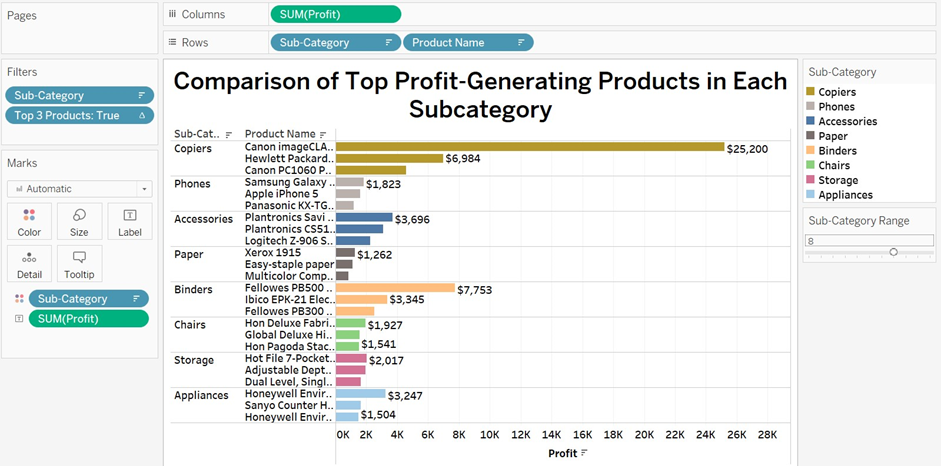 Pages
Columns
SUM(Profit)
Rows
Sub-Category
Product Name
Filters
Sub-Category
Top 3 Products: True
Marks
Automatic
Color
Size
Label
Detail
Tooltip
Sub-Category
SUM(Profit)
Comparison of Top Profit-Generating Products in Each
Subcategory
Sub-Cat.. Product Name
Copiers Canon imageCLA.. $25,200
Hewlett Packard.. $6,984
Canon PC1060 P..
Phones Samsung Galaxy .. $1,823
Apple iPhone 5
Panasonic KX-TG..
Accessories Plantronics Savi .. $3,696
Plantronics CS51..
Logitech Z-906 S..
Paper Xerox 1915 $1,262
Easy-staple paper
Multicolor Comp..
Binders Fellowes PB500 .. $7,753
Ibico EPK-21 Elec.. $3,345
Fellowes PB300 ..
Chairs Hon Deluxe Fabri.. $1,927
Global Deluxe Hi..
Hon Pagoda Stac.. $1,541
Storage Hot File 7-Pocket.. $2,017
Adjustable Dept..
Dual Level, Singl..
Appliances Honeywell Envir.. $3,247
Sanyo Counter H..
Honeywell Envir.. $1,504
0K 2K 4K 6K 8K 10K 12K 14K 16K 18K 20K 22K 24K 26K 28K
Profit
Sub-Category
Copiers
Phones
Accessories
Paper
Binders
Chairs
Storage
Appliances
Sub-Category Range
8